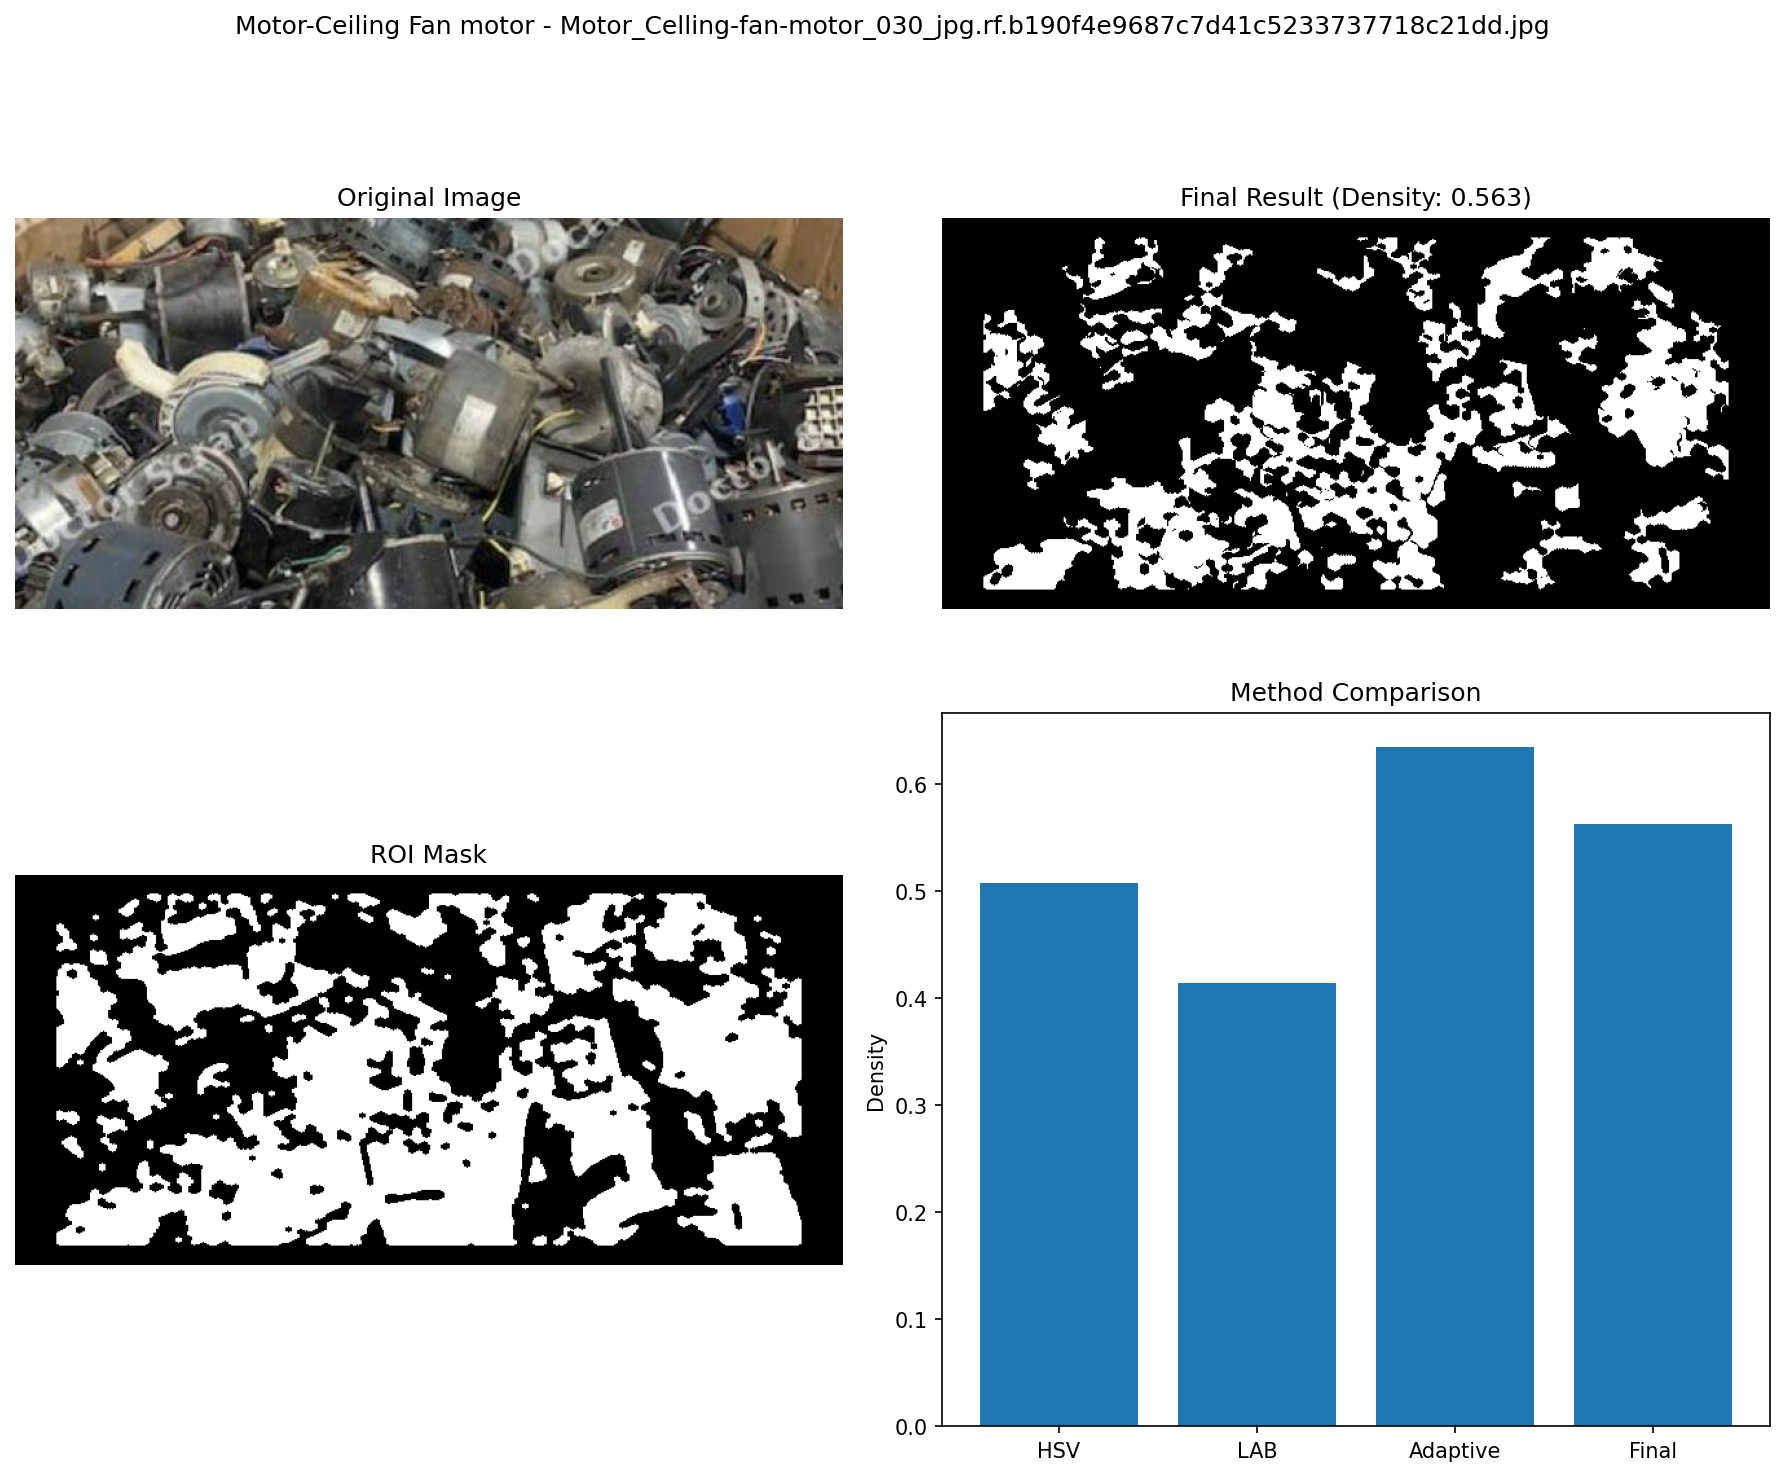 Motor-Ceiling Fan motor - Motor_Celling-fan-motor_030_jpg.rf.b190f4e9687c7d41c5233737718c21dd.jpg
Original Image
Final Result (Density: 0.563)
Doctor Scrap
Doctor
ROI Mask
Method Comparison
Density
0.6
0.5
0.4
0.3
0.2
0.1
0.0
HSV
LAB
Adaptive
Final